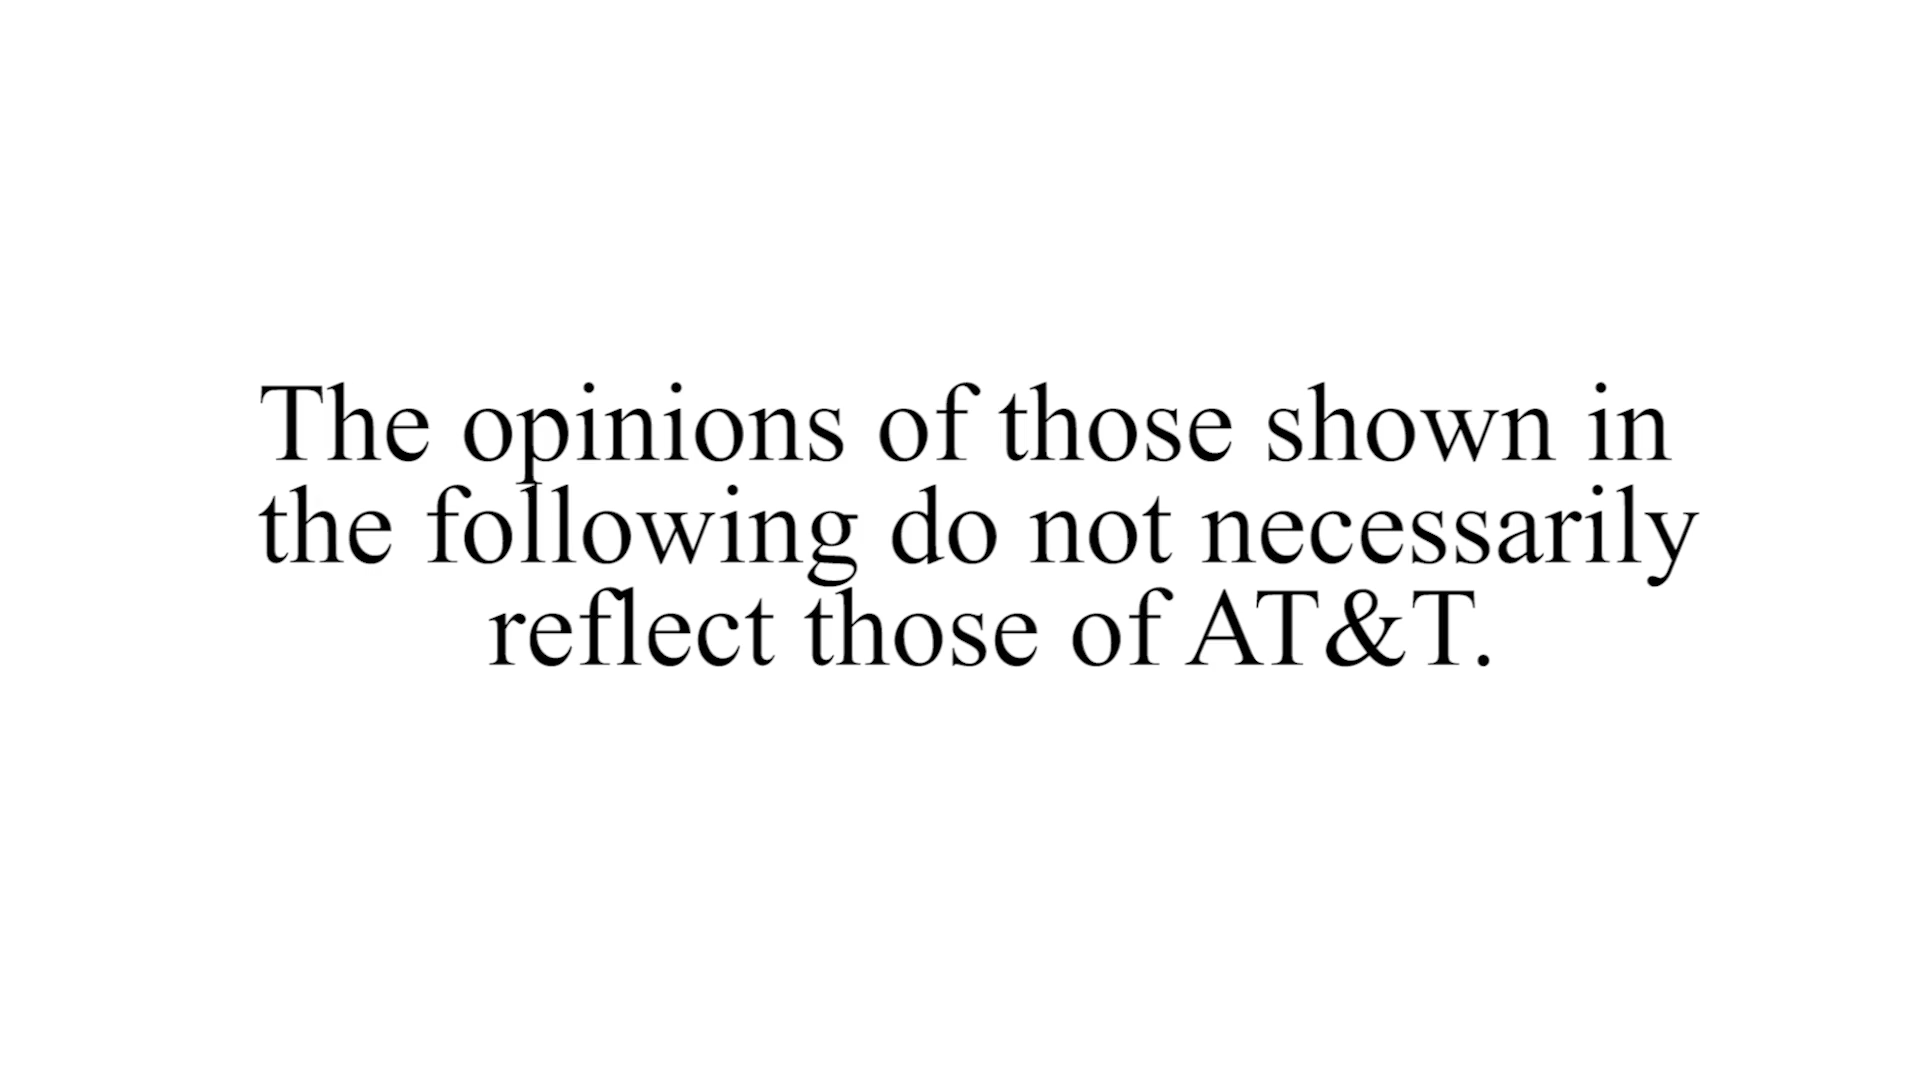 The opinions of those shown in
the following do not necessarily
reflect those of AT&T.